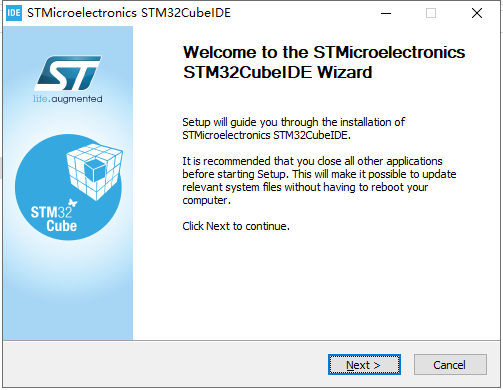 IDE STMicroelectronics STM32CubeIDE
ST
life.augmented
STM32
Cube
Welcome to the STMicroelectronics
STM32CubeIDE Wizard
Setup will guide you through the installation of
STMicroelectronics STM32CubeIDE.
It is recommended that you close all other applications
before starting Setup. This will make it possible to update
relevant system files without having to reboot your
computer.
Click Next to continue.
Next > Cancel